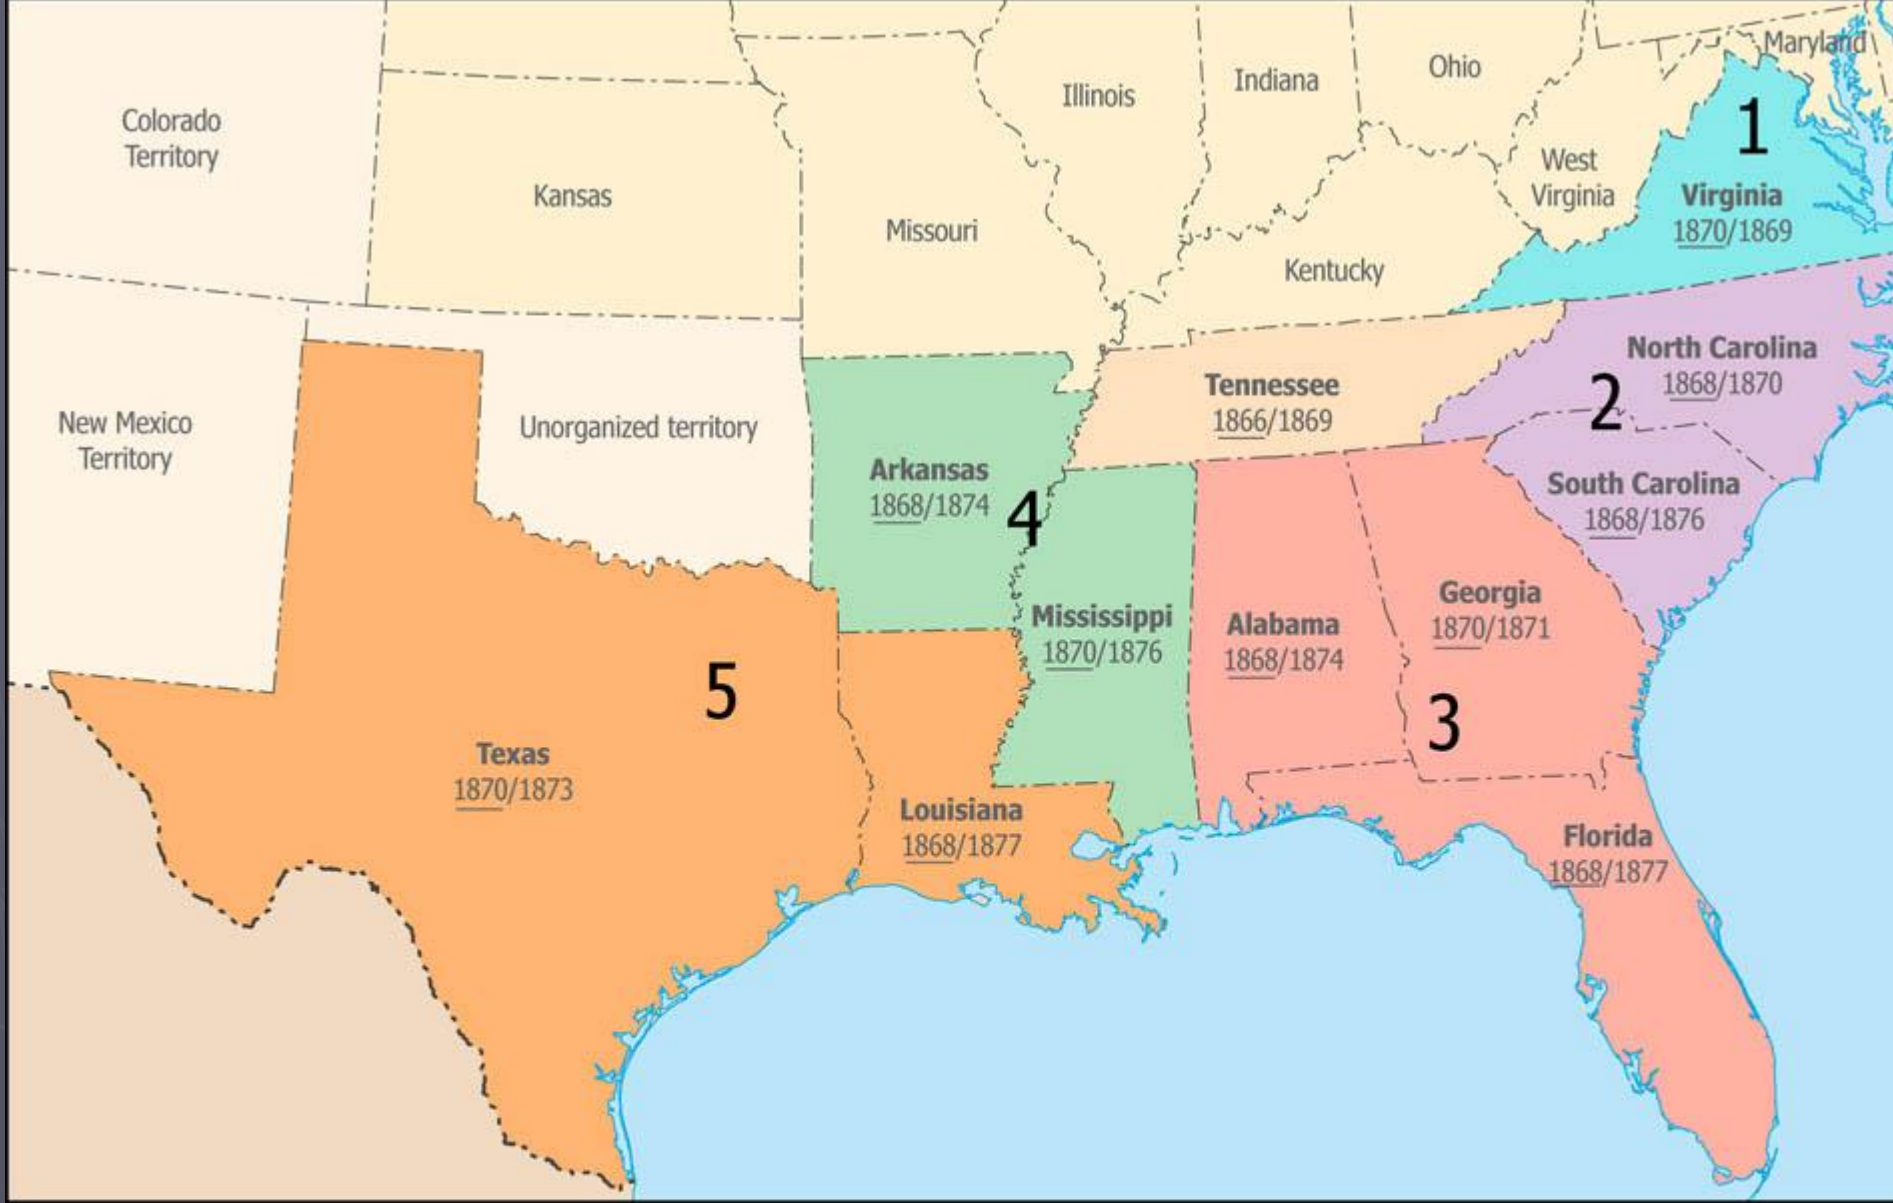 Maryland
Ohio
Indiana
Illinois
Colorado
Territory
1
West
Virginia
Kansas
Virginia
1870/1869
Missouri
Kentucky
North Carolina
1868/1870
Tennessee
1866/1869
2
New Mexico
Territory
Unorganized territory
Arkansas
1868/1874
South Carolina
1868/1876
4
Georgia
1870/1871
Mississippi
1870/1876
Alabama
1868/1874
5
3
Texas
1870/1873
Louisiana
1868/1877
Florida
1868/1877